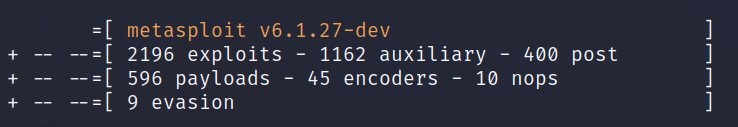 =[ metasploit v6.1.27-dev ]
+ -- --=[ 2196 exploits - 1162 auxiliary - 400 post ]
+ -- --=[ 596 payloads - 45 encoders - 10 nops ]
+ -- --=[ 9 evasion ]